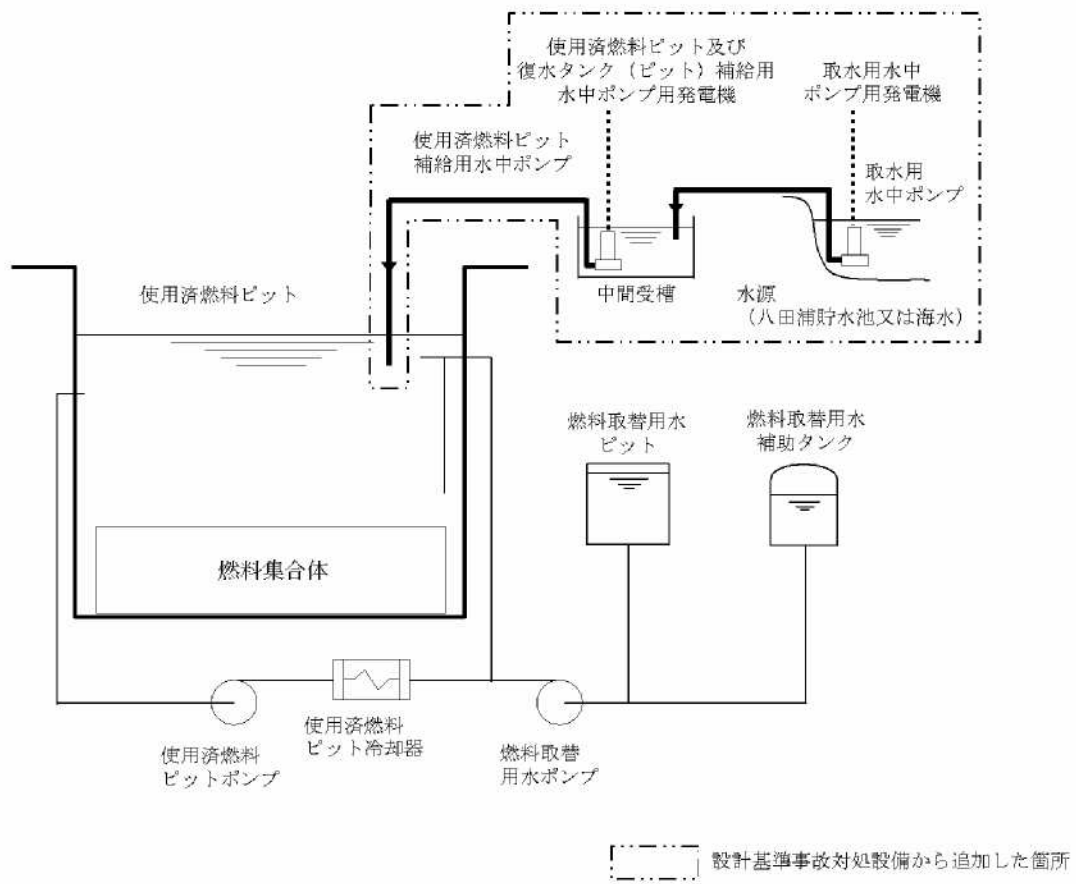 使用済燃料ピット及び
復水タンク（ピット）補給用
水中ポンプ用発電機
取水用水中
ポンプ用発電機
使用済燃料ピット
補給用水中ポンプ
取水用
水中ポンプ
使用済燃料ピット
中間受槽
水源
（八田浦貯水池又は海水）
燃料取替用水
ピット
燃料取替用水
補助タンク
燃料集合体
使用済燃料
ピットポンプ
使用済燃料
ピット冷却器
燃料取替
用水ポンプ
設計基準事故対処設備から追加した箇所